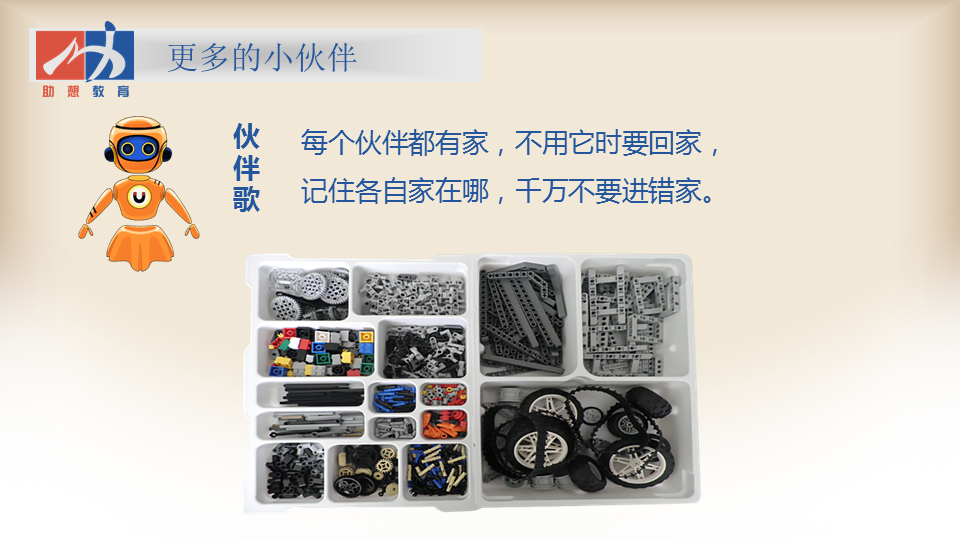 更多的小伙伴
助想教育
伙伴歌
每个伙伴都有家，不用它时要回家，
记住各自家在哪，千万不要进错家。
U